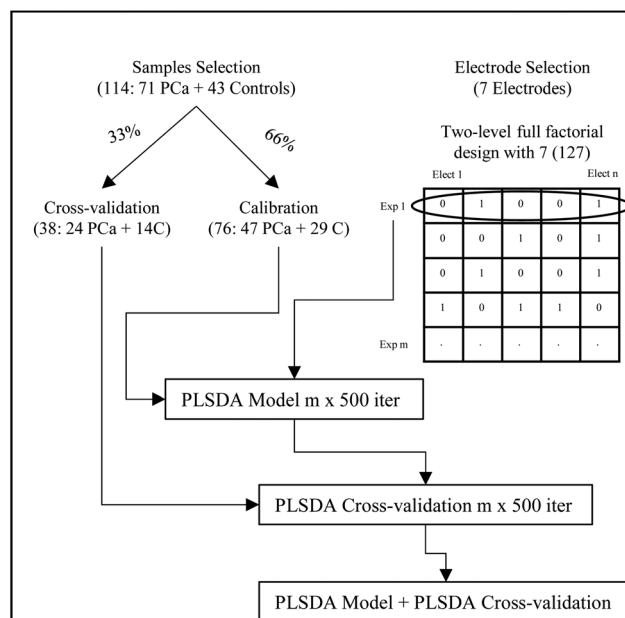 Samples Selection
(114: 71 PCa + 43 Controls)
33%
66%
Cross-validation
(38: 24 PCa + 14C)
Calibration
(76: 47 PCa + 29 C)
Electrode Selection
(7 Electrodes)
Two-level full factorial
design with 7 (127)
Elect 1
Elect n
Exp 1
0 1 0 0 1
0 0 1 0 1
0 1 0 0 1
1 0 1 1 0
Exp m
. . . . .
PLSDA Model m x 500 iter
PLSDA Cross-validation m x 500 iter
PLSDA Model + PLSDA Cross-validation